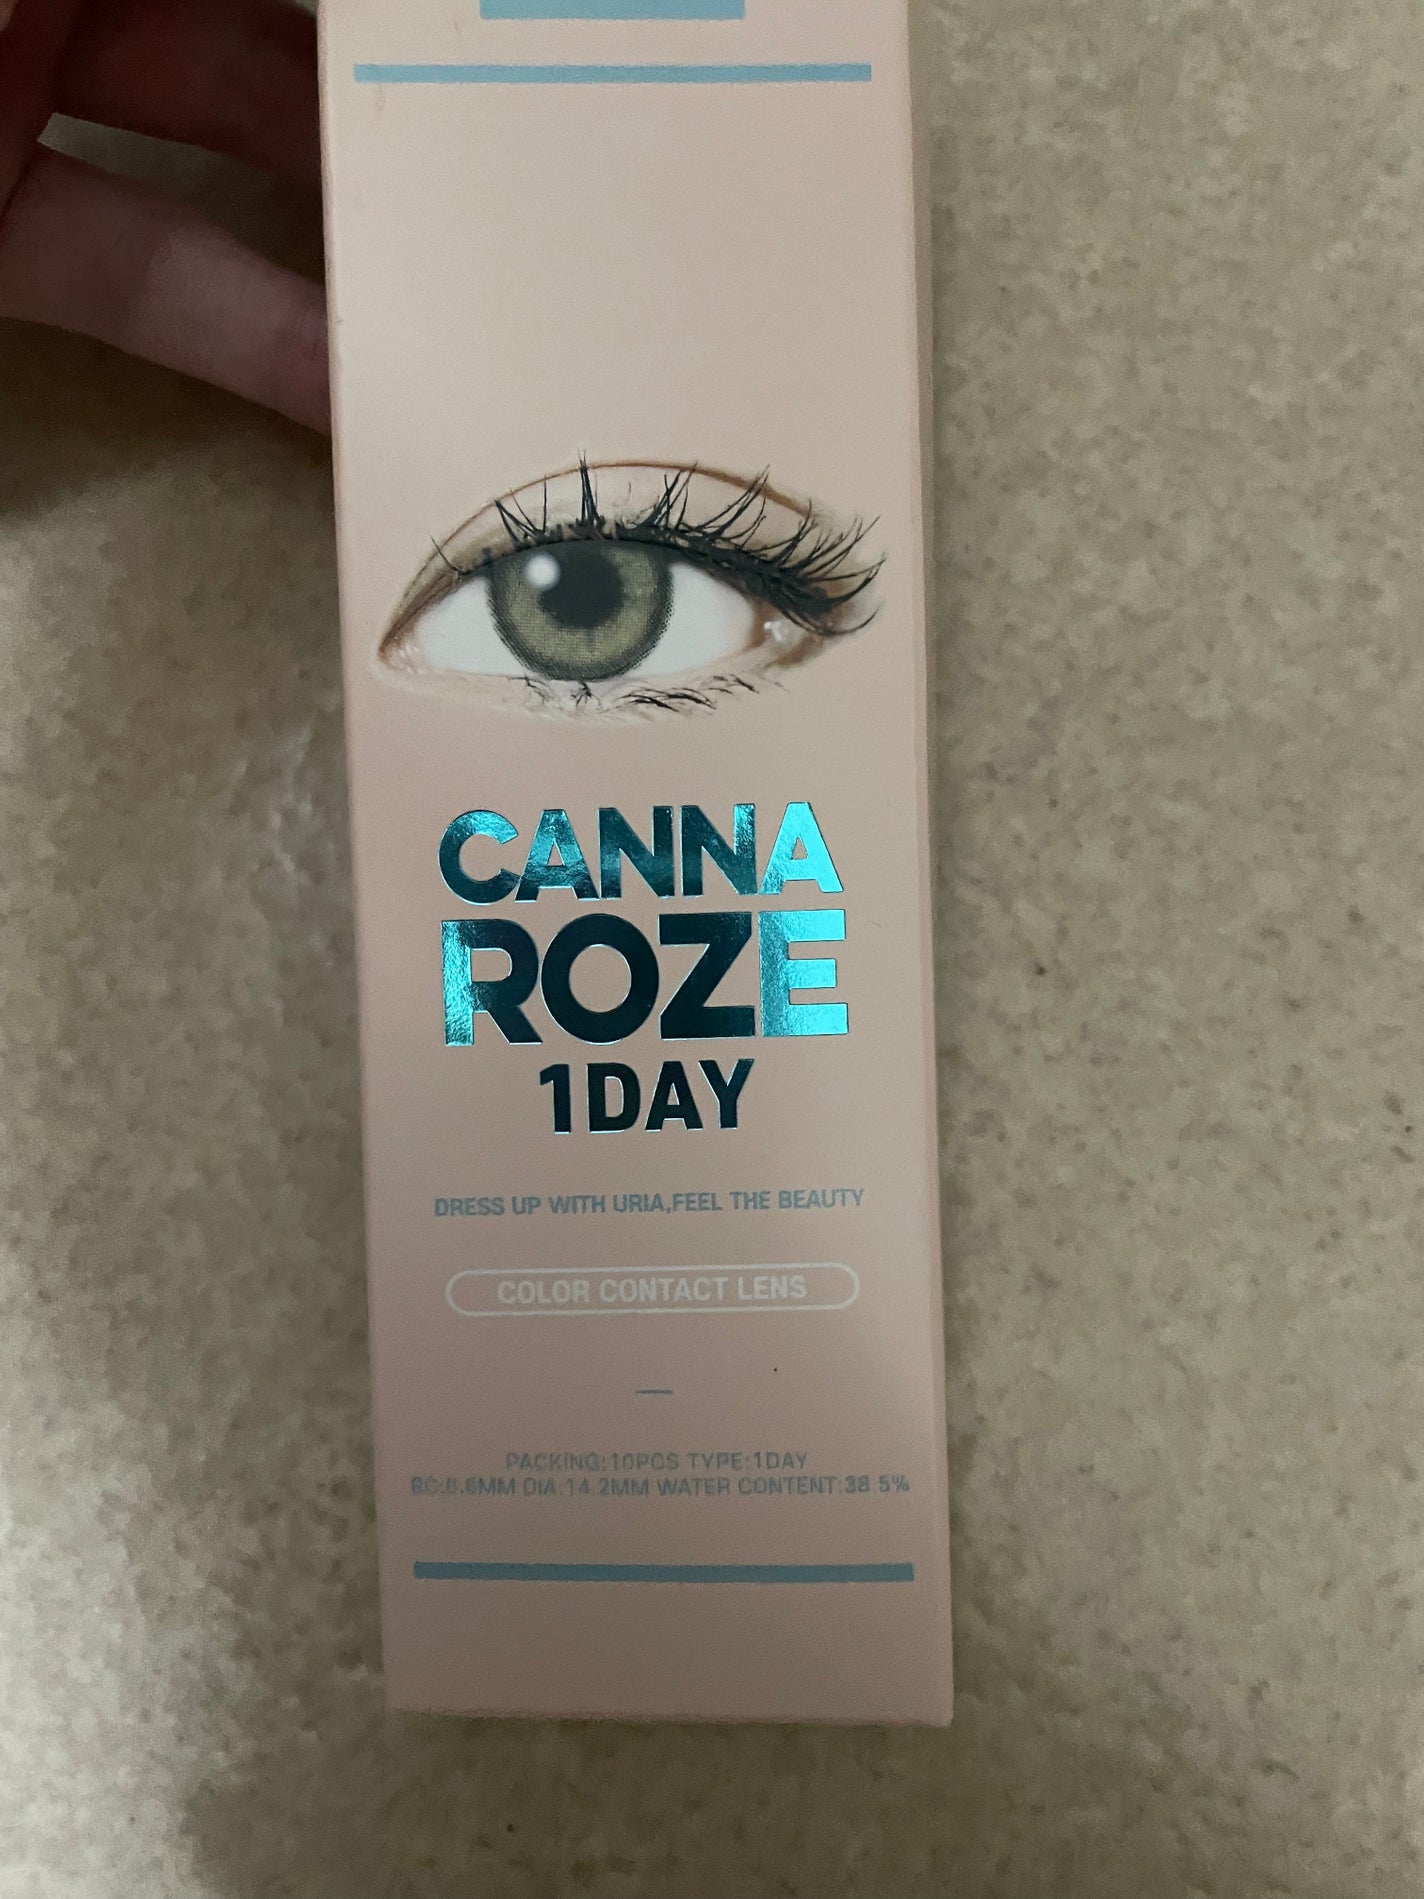 CANNA
ROZE
1DAY
DRESS UP WITH URIA,FEEL THE BEAUTY
COLOR CONTACT LENS
PACKING:10PCS TYPE:1DAY
DIA:14.2MM WATER CONTENT:38.5%